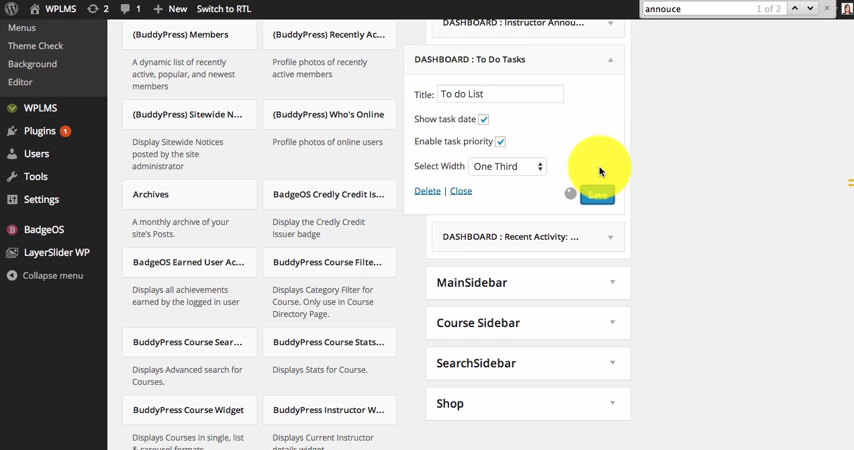 WPLMS 2 1 + New Switch to RTL
annouce 1 of 2
Menus
Theme Check
Background
Editor
WPLMS
Plugins 1
Users
Tools
Settings
BadgeOS
LayerSlider WP
Collapse menu
(BuddyPress) Members
A dynamic list of recently
active, popular, and newest
members
(BuddyPress) Recently Ac...
Profile photos of recently
active members
(BuddyPress) Sitewide N...
Display Sitewide Notices
posted by the site
administrator
(BuddyPress) Who's Online
Profile photos of online users
Archives
A monthly archive of your
site's Posts.
BadgeOS Credly Credit Is...
Display the Credly Credit
Issuer badge
BadgeOS Earned User Ac...
Displays all achievements
earned by the logged in user
BuddyPress Course Filte...
Displays Category Filter for
Course. Only use in Course
Directory Page.
BuddyPress Course Sear...
Displays Advanced search for
Courses.
BuddyPress Course Stats...
Displays Stats for Course.
BuddyPress Course Widget
Displays Courses in single, list
& carousel formats
BuddyPress Instructor W...
Displays Current Instructor
details widget
DASHBOARD : Instructor Annou...
DASHBOARD : To Do Tasks
Title: To do List
Show task date
Enable task priority
Select Width One Third
Delete | Close
Save
DASHBOARD : Recent Activity: ...
MainSidebar
Course Sidebar
SearchSidebar
Shop